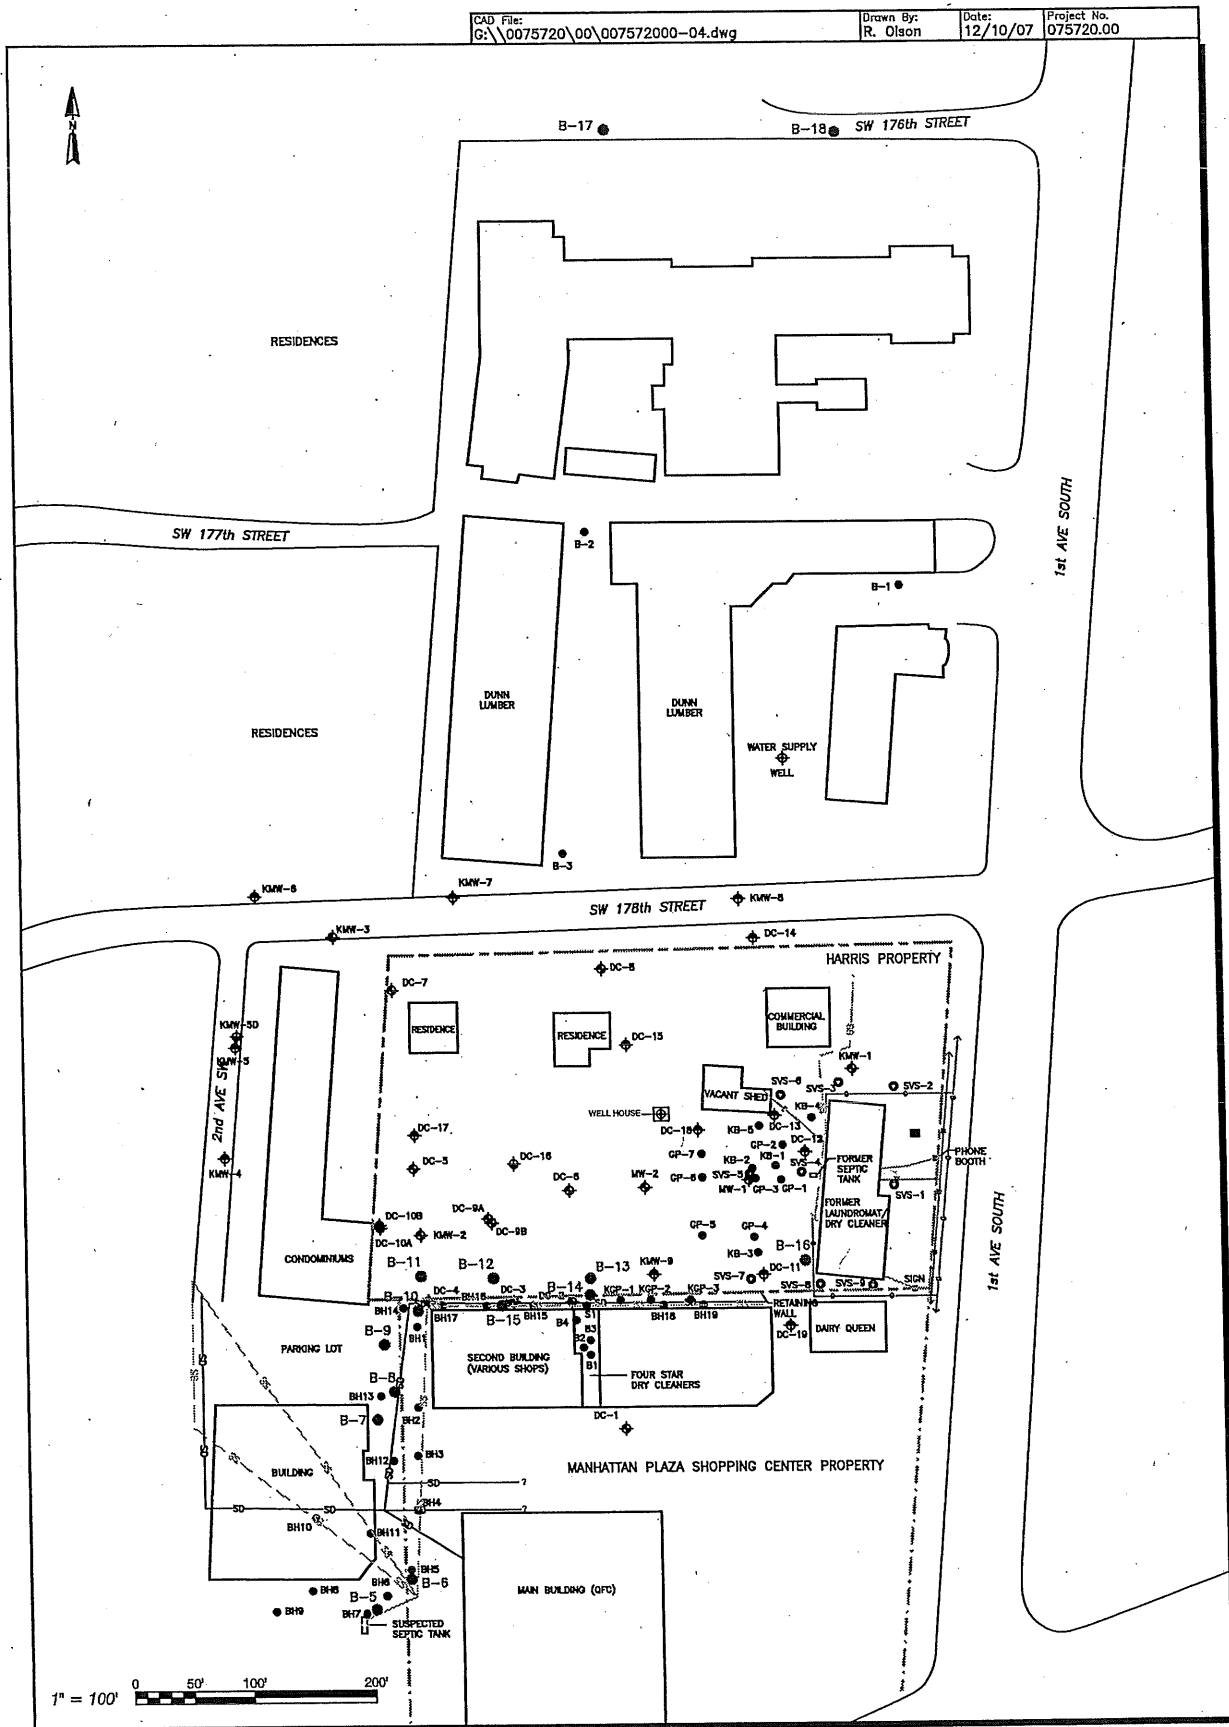 CAD File:
G:\\0075720\00\007572000-04.dwg
Drawn By:
R. Olson
Date:
12/10/07
Project No.
075720.00
N
B-17
B-18
SW 176th STREET
RESIDENCES
SW 177th STREET
B-2
B-1
1st AVE SOUTH
DUNN
LUMBER
DUNN
LUMBER
RESIDENCES
WATER SUPPLY
WELL
B-3
KMW-6
KMW-7
KMW-8
SW 178th STREET
KMW-3
DC-14
HARRIS PROPERTY
DC-8
DC-7
RESIDENCE
RESIDENCE
DC-15
COMMERCIAL
BUILDING
KMW-5D
KMW-5
2nd AVE SW
KMW-1
SVS-6
SVS-3
SVS-2
VACANT SHED
KB-4
WELL HOUSE
DC-13
KB-5
DC-18
DC-17
GP-2
DC-12
GP-7
KB-1
KB-2
SVS-4
PHONE
BOOTH
FORMER
SEPTIC
TANK
KMW-4
DC-5
DC-16
DC-6
MW-2
GP-6
SVS-5
MW-1
GP-3
GP-1
SVS-1
FORMER
LAUNDROMAT/
DRY CLEANER
DC-10B
DC-10A
DC-9A
DC-9B
KMW-2
GP-5
GP-4
KB-3
B-16
1st AVE SOUTH
CONDOMINIUMS
B-11
B-12
B-13
KMW-9
DC-11
SVS-7
SVS-8
SVS-9
SIGN
B-14
B-10
DC-4
BH16
DC-3
KGP-1
KGP-2
KGP-3
BH14
BH17
B-15
BH15
S1
BH18
BH19
RETAINING
WALL
BH1
B4
B3
B2
B1
DC-19
DAIRY QUEEN
B-9
PARKING LOT
SD
SS
SECOND BUILDING
(VARIOUS SHOPS)
FOUR STAR
DRY CLEANERS
B-8
BH13
B-7
BH2
SS
DC-1
BH12
BH3
MANHATTAN PLAZA SHOPPING CENTER PROPERTY
BUILDING
SD
SD
?
SD
SD
BH4
?
BH10
BH11
BH5
B-6
BH8
BH6
B-5
BH9
BH7
SUSPECTED
SEPTIC TANK
MAIN BUILDING (QFC)
1" = 100'
0
50'
100'
200'